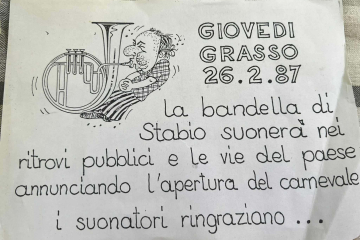 GIOVEDI
GRASSO
26.2.87
la bandella di
Stabio suonerà nei
ritrovi pubblici e le vie del paese
annunciando l'apertura del carnevale
i suonatori ringraziano ...